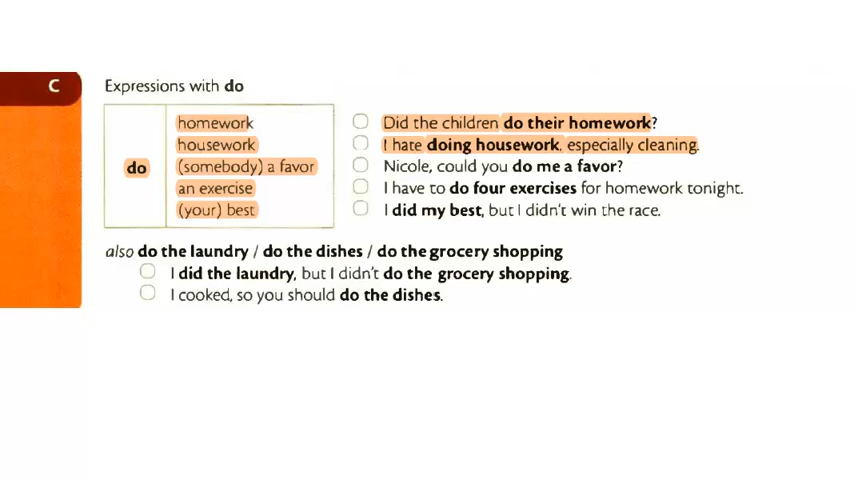 C Expressions with do
homework Did the children do their homework?
housework I hate doing housework, especially cleaning.
do (somebody) a favor Nicole, could you do me a favor?
an exercise I have to do four exercises for homework tonight.
(your) best I did my best, but I didn't win the race.
also do the laundry / do the dishes / do the grocery shopping
I did the laundry, but I didn't do the grocery shopping.
I cooked, so you should do the dishes.